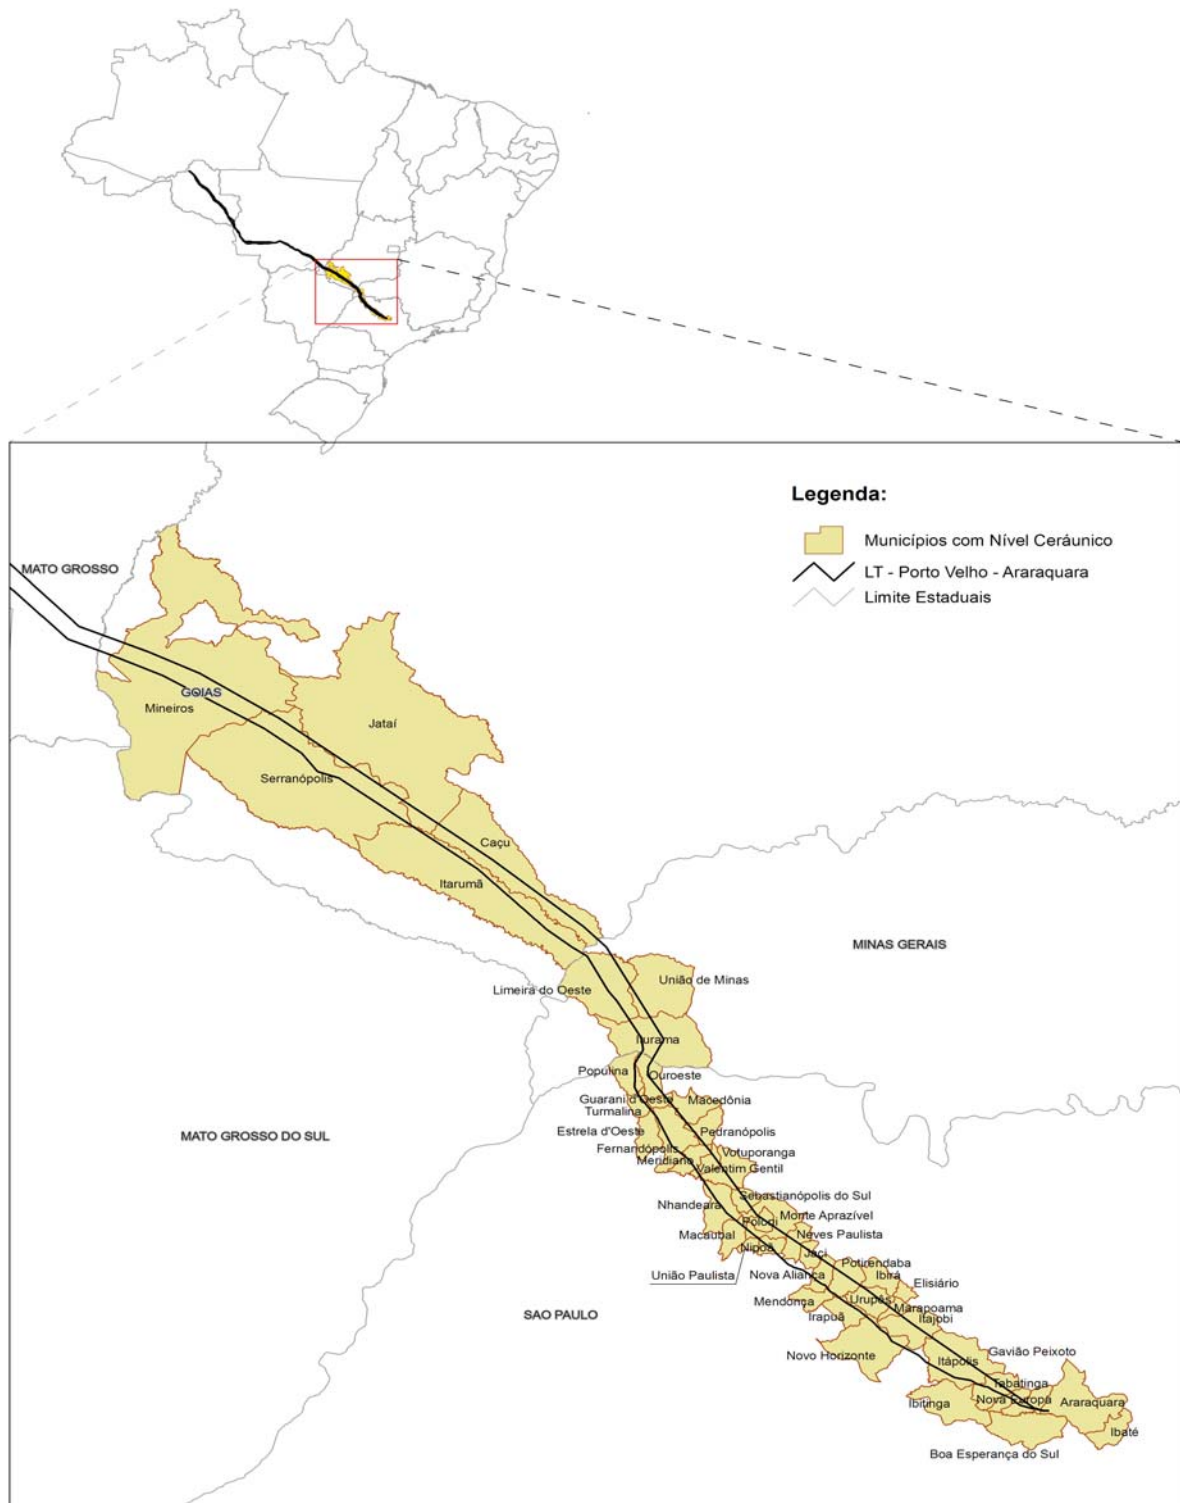 Legenda:
Municípios com Nível Ceráunico
LT - Porto Velho - Araraquara
Limite Estaduais
MATO GROSSO
GOIAS
Mineiros
Jataí
Serranópolis
Caçu
Itarumã
MINAS GERAIS
União de Minas
Limeira do Oeste
Iturama
Populina
Ouroeste
Guarani d'Oeste
Macedônia
Turmalina
MATO GROSSO DO SUL
Estrela d'Oeste
Pedranópolis
Fernandópolis
Votuporanga
Meridiano
Valentim Gentil
Sebastianópolis do Sul
Nhandeara
Monte Aprazível
Poloni
Macaubal
Neves Paulista
Nipoã
Jaci
Potirendaba
União Paulista
Nova Aliança
Ibirá
Elisiário
Mendonça
Urupês
Marapoama
SAO PAULO
Irapuã
Itajobi
Novo Horizonte
Gavião Peixoto
Itápolis
Tabatinga
Ibitinga
Nova Europa
Araraquara
Ibaté
Boa Esperança do Sul